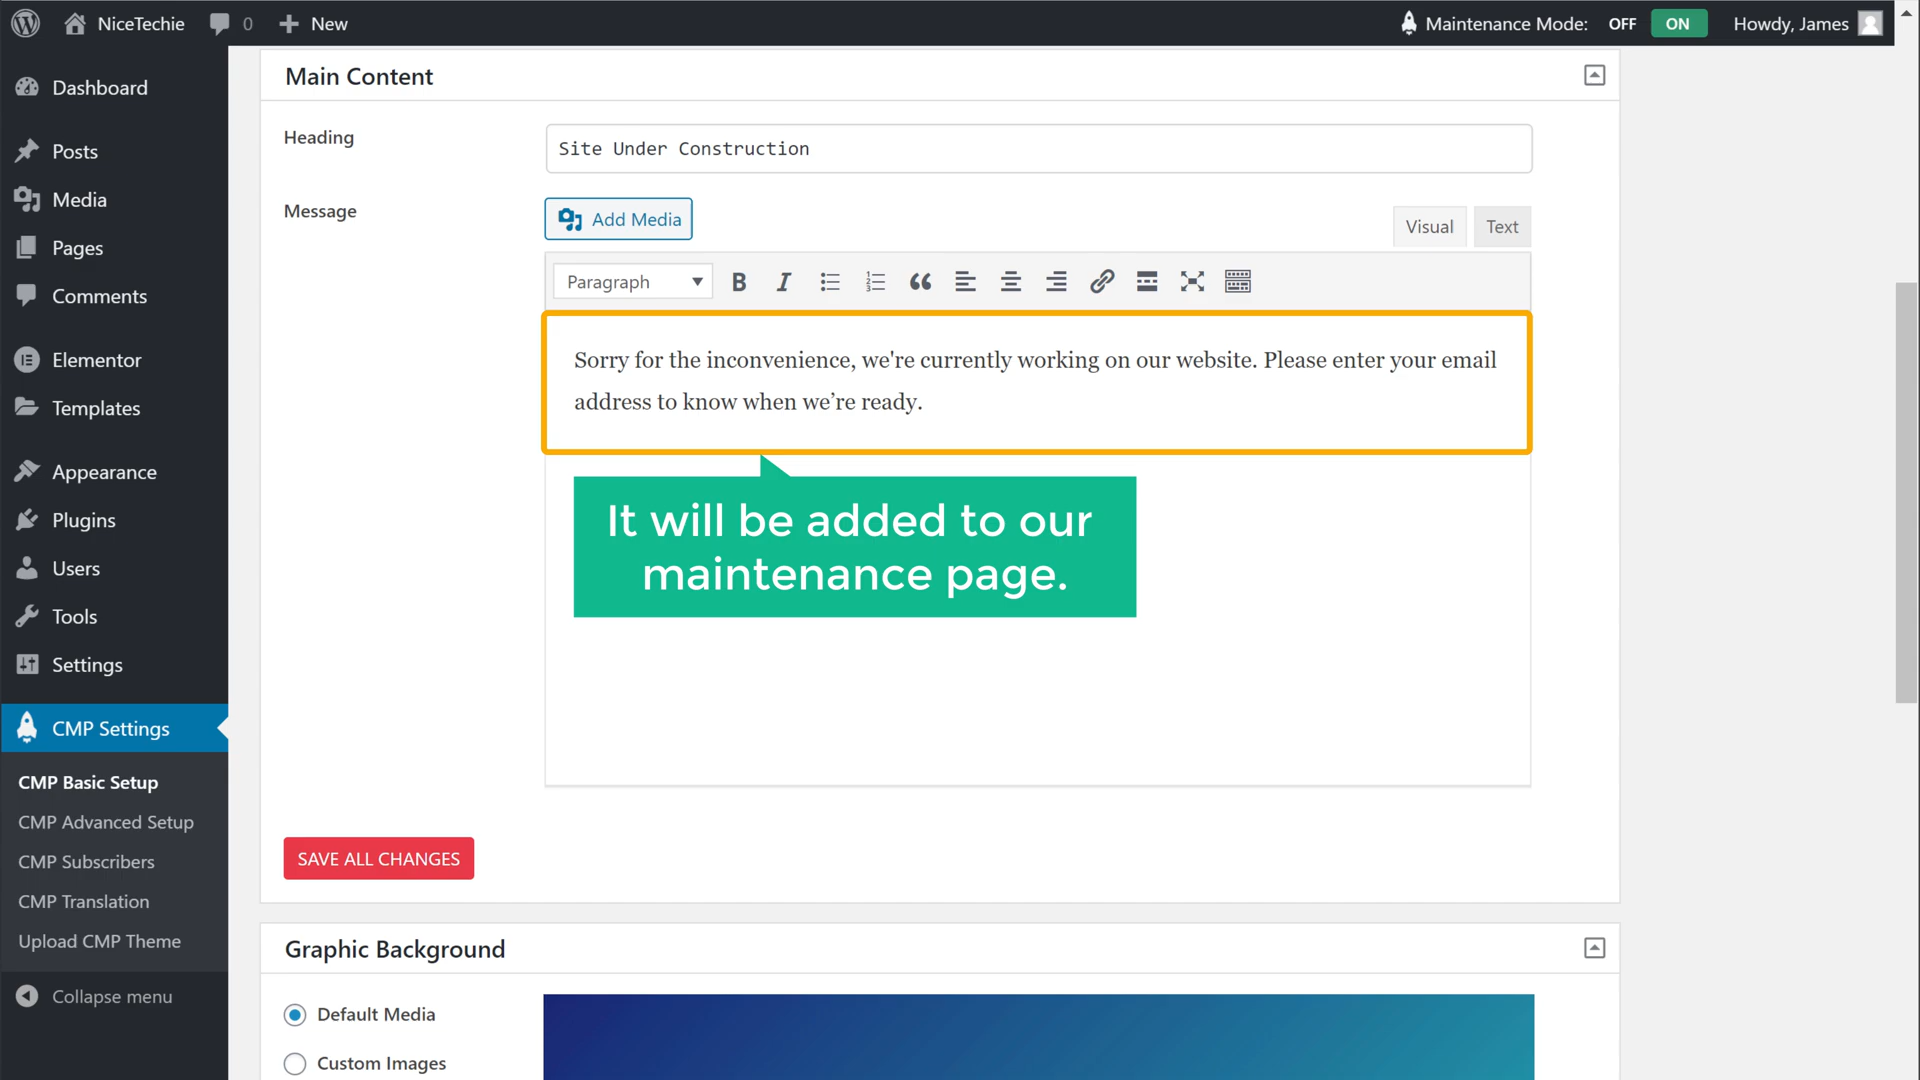 NiceTechie
0
New
Maintenance Mode:
OFF
ON
Howdy, James
Dashboard
Posts
Media
Pages
Comments
Elementor
Templates
Appearance
Plugins
Users
Tools
Settings
CMP Settings
CMP Basic Setup
CMP Advanced Setup
CMP Subscribers
CMP Translation
Upload CMP Theme
Collapse menu
Main Content
Heading
Site Under Construction
Message
Add Media
Visual
Text
Paragraph
Sorry for the inconvenience, we're currently working on our website. Please enter your email
address to know when we’re ready.
It will be added to our
maintenance page.
SAVE ALL CHANGES
Graphic Background
Default Media
Custom Images